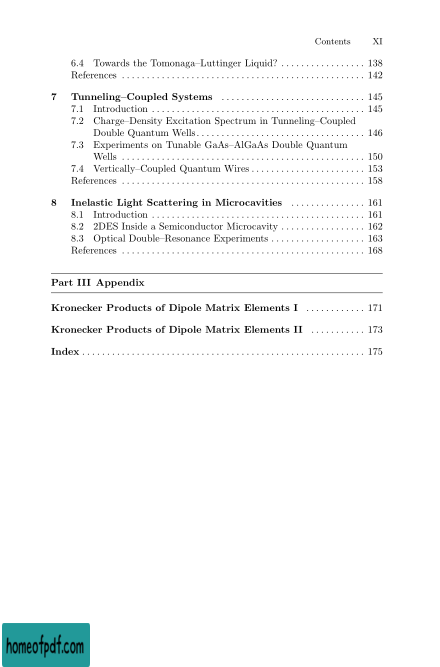 Contents XI
6.4 Towards the Tomonaga–Luttinger Liquid? . . . . . . . . . . . . . . . . . 138
References . . . . . . . . . . . . . . . . . . . . . . . . . . . . . . . . . . . . . . . . . . . . . . . . . 142
7 Tunneling–Coupled Systems . . . . . . . . . . . . . . . . . . . . . . . . . . . . . 145
7.1 Introduction . . . . . . . . . . . . . . . . . . . . . . . . . . . . . . . . . . . . . . . . . . . 145
7.2 Charge–Density Excitation Spectrum in Tunneling–Coupled
Double Quantum Wells . . . . . . . . . . . . . . . . . . . . . . . . . . . . . . . . . . 146
7.3 Experiments on Tunable GaAs–AlGaAs Double Quantum
Wells . . . . . . . . . . . . . . . . . . . . . . . . . . . . . . . . . . . . . . . . . . . . . . . . . 150
7.4 Vertically–Coupled Quantum Wires . . . . . . . . . . . . . . . . . . . . . . . 153
References . . . . . . . . . . . . . . . . . . . . . . . . . . . . . . . . . . . . . . . . . . . . . . . . . 158
8 Inelastic Light Scattering in Microcavities . . . . . . . . . . . . . . . 161
8.1 Introduction . . . . . . . . . . . . . . . . . . . . . . . . . . . . . . . . . . . . . . . . . . . 161
8.2 2DES Inside a Semiconductor Microcavity . . . . . . . . . . . . . . . . . 162
8.3 Optical Double–Resonance Experiments . . . . . . . . . . . . . . . . . . . 163
References . . . . . . . . . . . . . . . . . . . . . . . . . . . . . . . . . . . . . . . . . . . . . . . . . 168
Part III Appendix
Kronecker Products of Dipole Matrix Elements I . . . . . . . . . . . . 171
Kronecker Products of Dipole Matrix Elements II . . . . . . . . . . . 173
Index . . . . . . . . . . . . . . . . . . . . . . . . . . . . . . . . . . . . . . . . . . . . . . . . . . . . . . . . . 175
homeofpdf.com